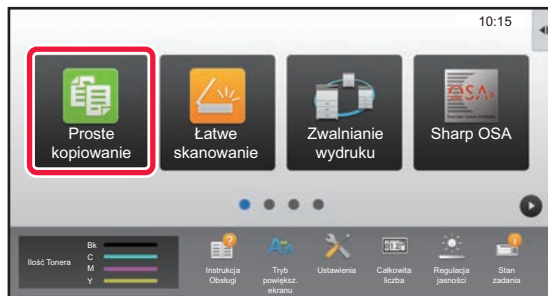 10:15
Proste
kopiowanie
Łatwe
skanowanie
Zwalnianie
wydruku
Sharp OSA
OSA
Ilość Tonera
Bk
C
M
Y
Instrukcja
Obsługi
Tryb
powiększ.
ekranu
Ustawienia
Całkowita
liczba
Regulacja
jasności
Stan
zadania